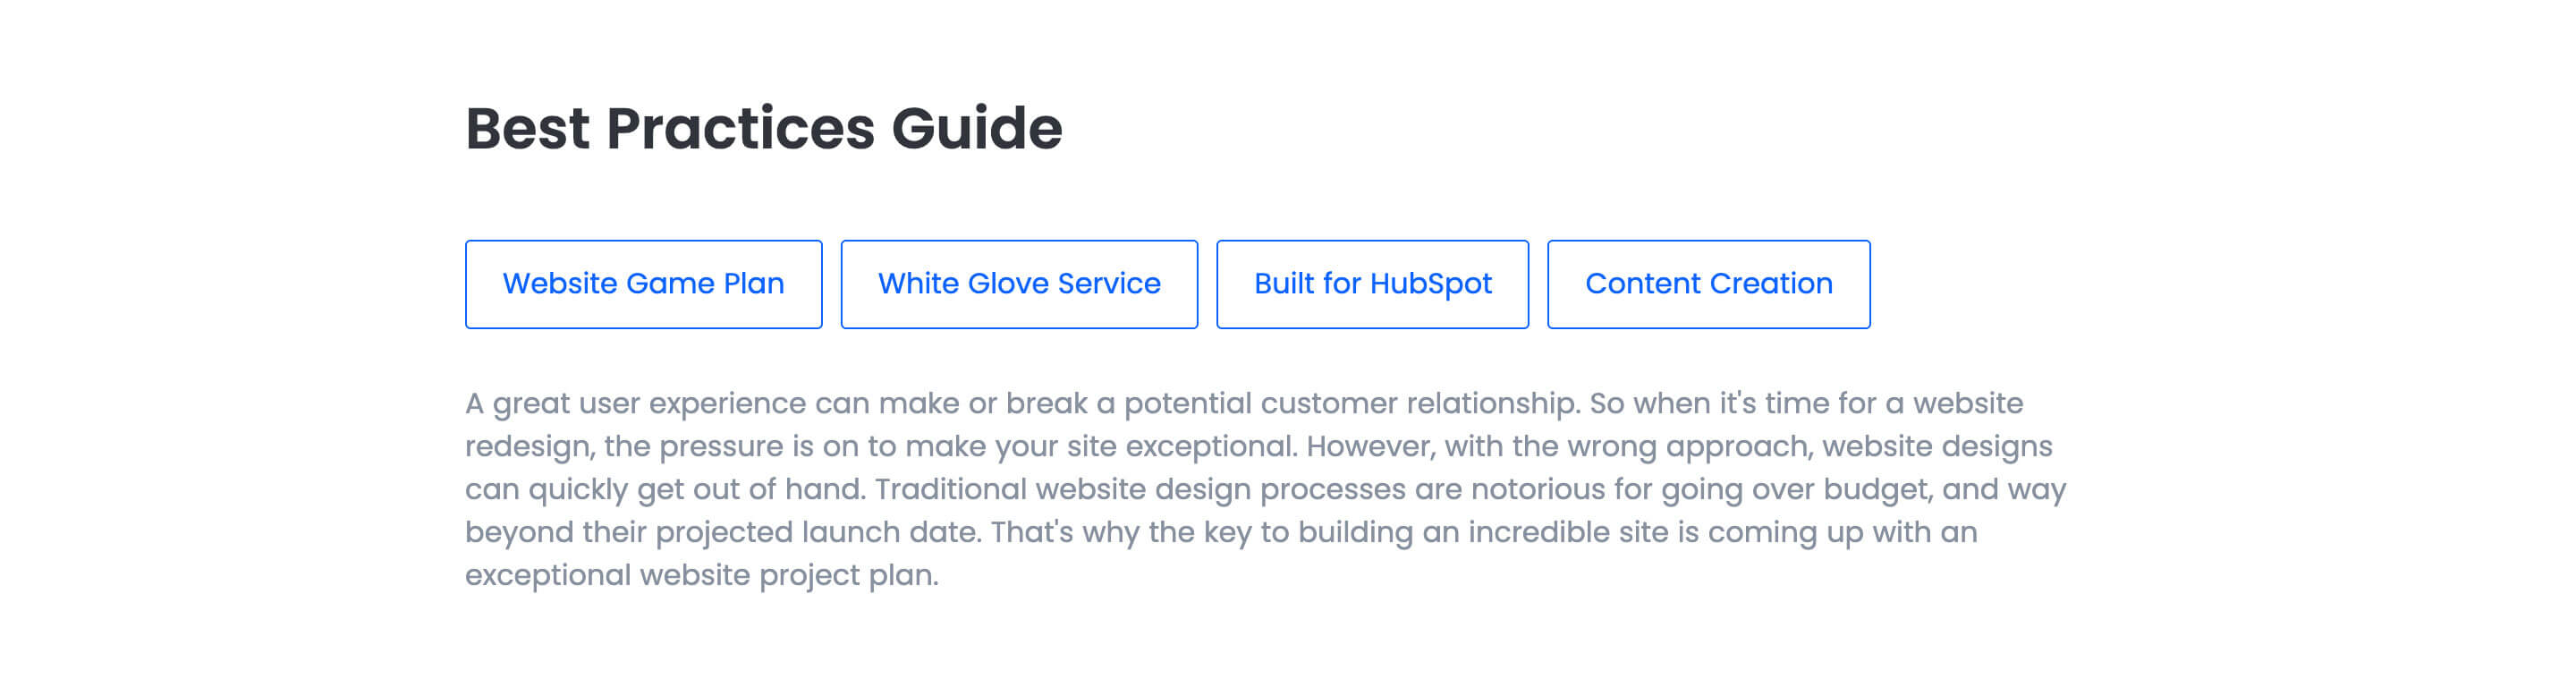 Best Practices Guide
Website Game Plan
White Glove Service
Built for HubSpot
Content Creation
A great user experience can make or break a potential customer relationship. So when it's time for a website
redesign, the pressure is on to make your site exceptional. However, with the wrong approach, website designs
can quickly get out of hand. Traditional website design processes are notorious for going over budget, and way
beyond their projected launch date. That's why the key to building an incredible site is coming up with an
exceptional website project plan.